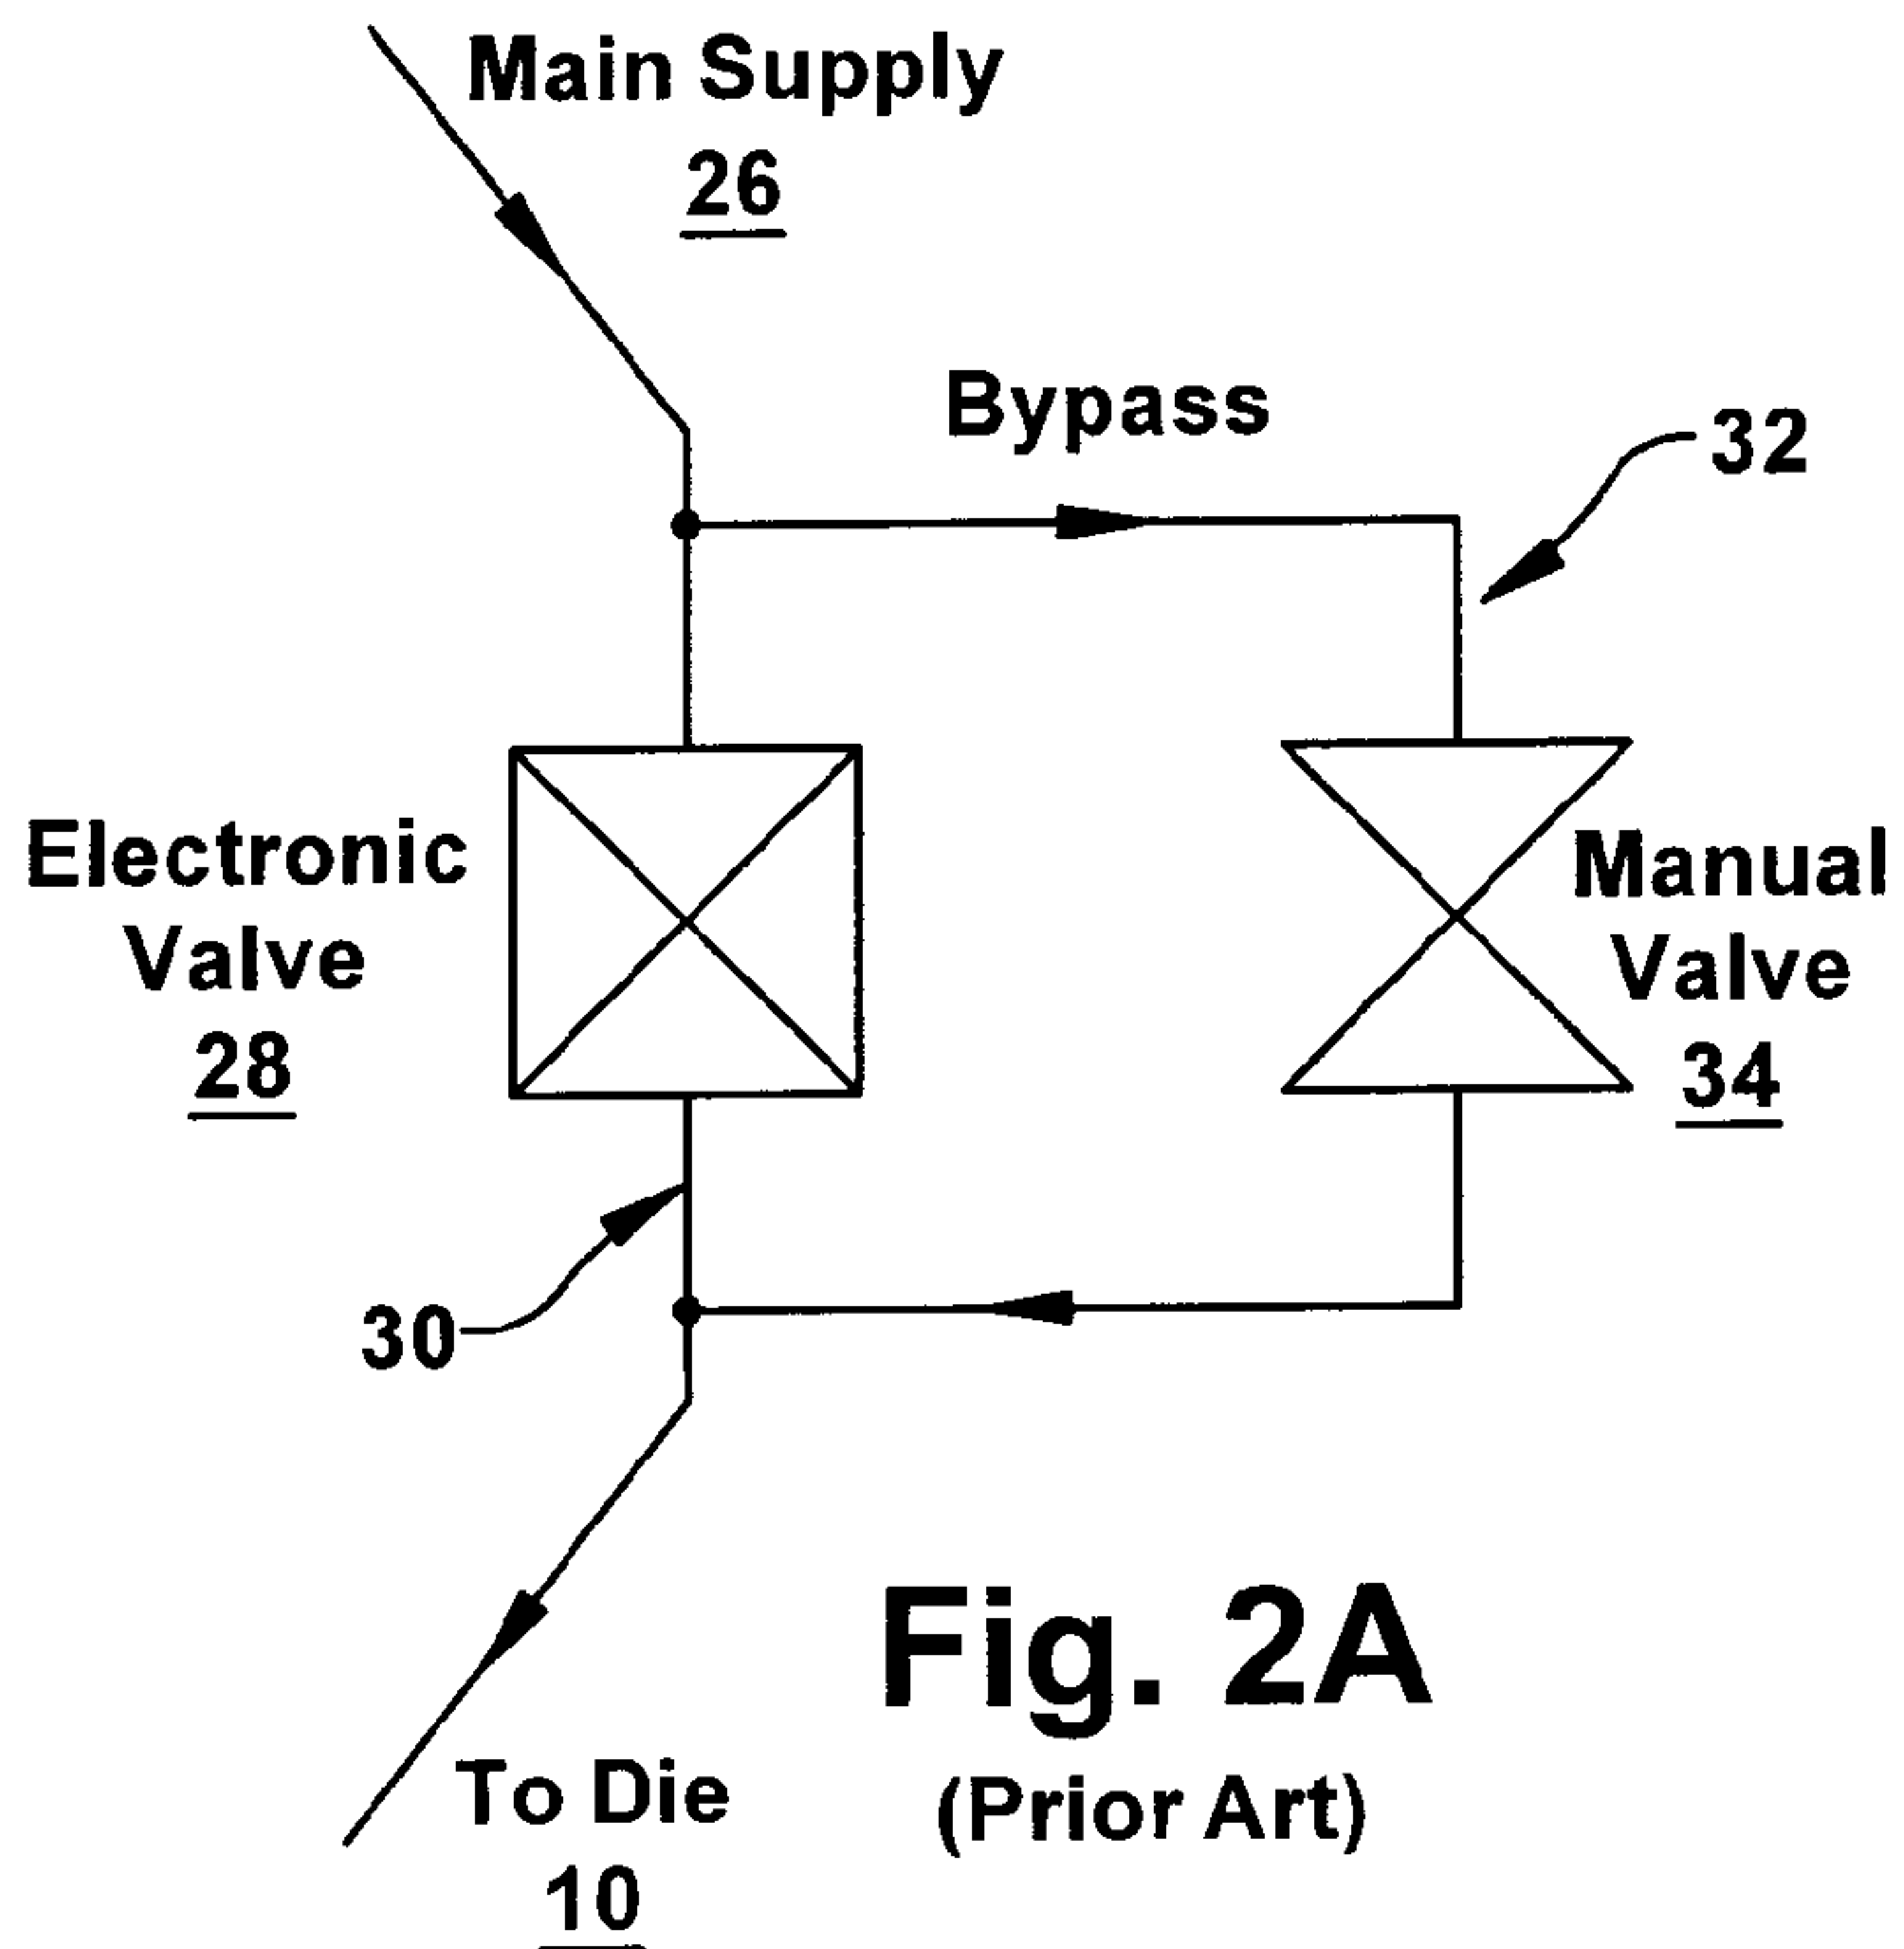 Main Supply
26
Bypass
32
Electronic
Valve
28
Manual
Valve
34
30
Fig. 2A
(Prior Art)
To Die
10